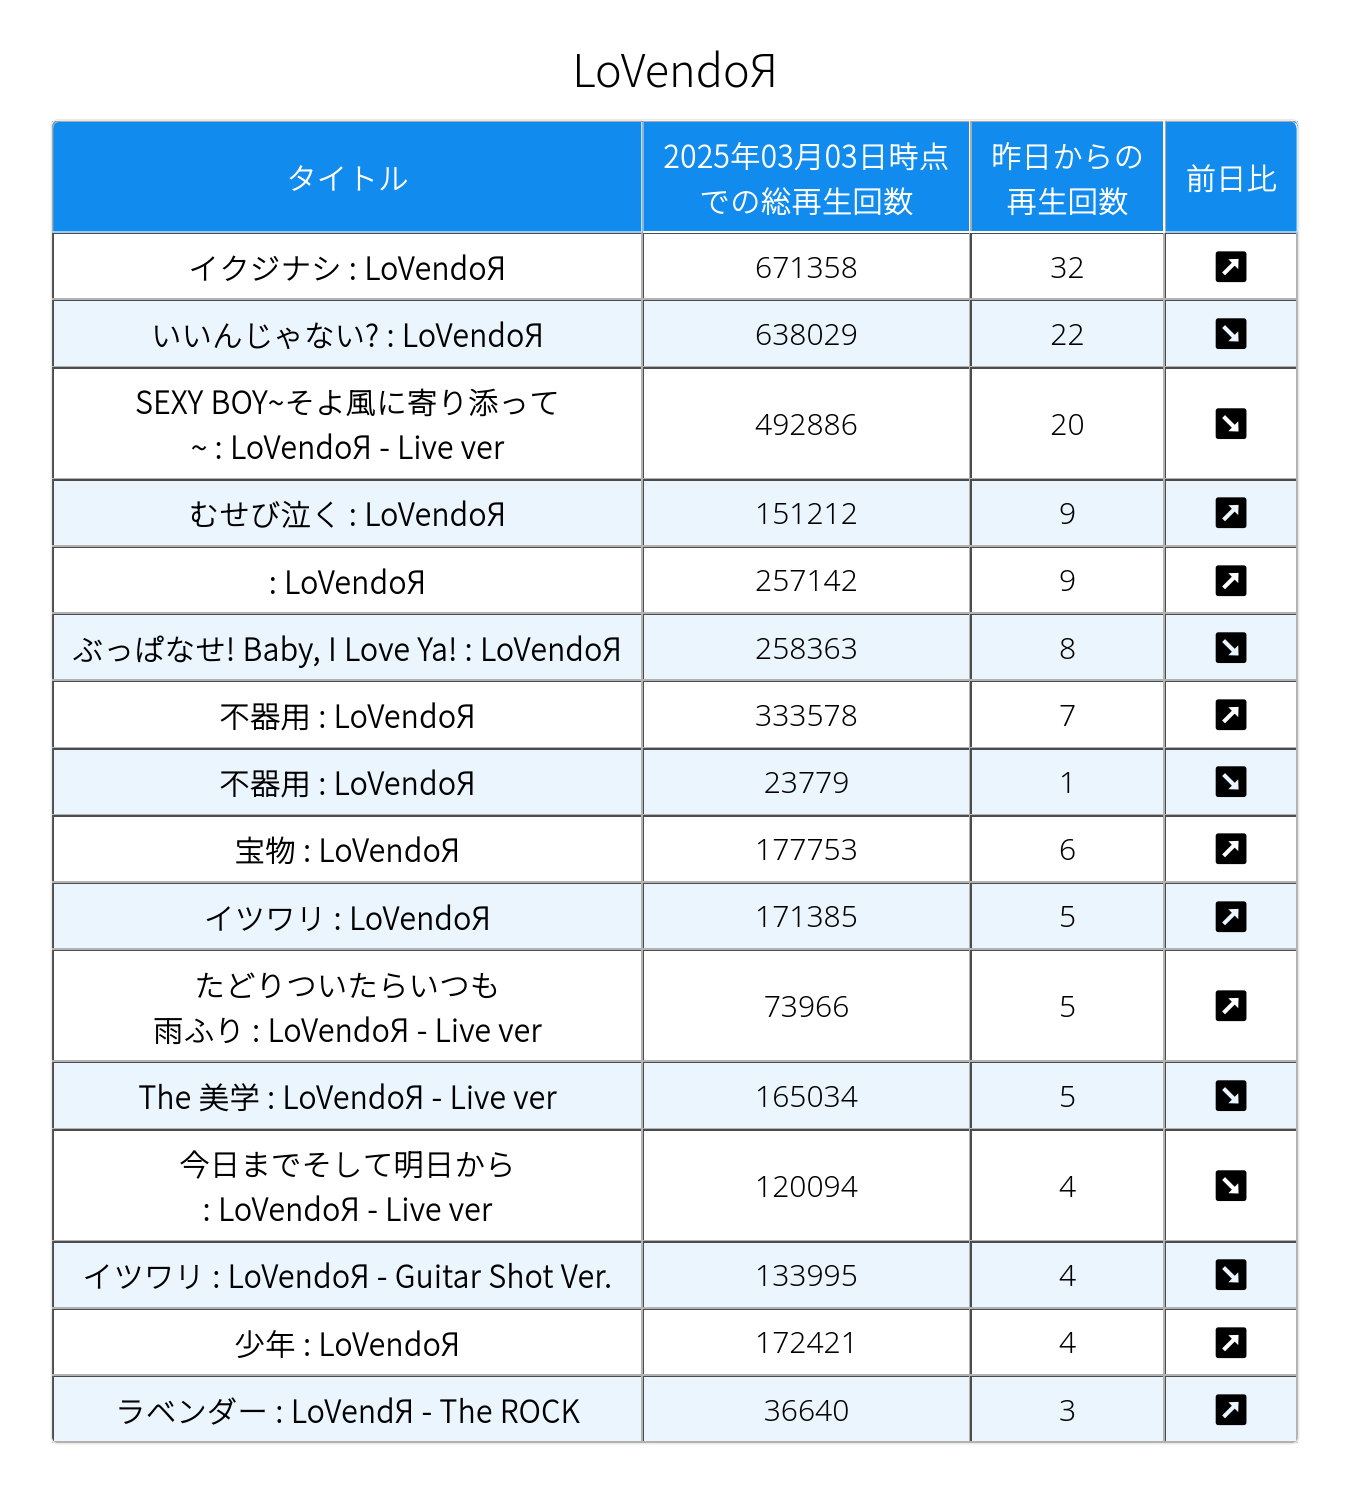 LoVendoЯ
タイトル
2025年03月03日時点
での総再生回数
昨日からの
再生回数
前日比
イクジナシ : LoVendoЯ 671358 32 ↗
いいんじゃない? : LoVendoЯ 638029 22 ↘
SEXY BOY~そよ風に寄り添って
~ : LoVendoЯ - Live ver 492886 20 ↘
むせび泣く : LoVendoЯ 151212 9 ↗
: LoVendoЯ 257142 9 ↗
ぶっぱなせ! Baby, I Love Ya! : LoVendoЯ 258363 8 ↘
不器用 : LoVendoЯ 333578 7 ↗
不器用 : LoVendoЯ 23779 1 ↘
宝物 : LoVendoЯ 177753 6 ↗
イツワリ : LoVendoЯ 171385 5 ↗
たどりついたらいつも
雨ふり : LoVendoЯ - Live ver 73966 5 ↗
The 美学 : LoVendoЯ - Live ver 165034 5 ↘
今日までそして明日から
: LoVendoЯ - Live ver 120094 4 ↘
イツワリ : LoVendoЯ - Guitar Shot Ver. 133995 4 ↘
少年 : LoVendoЯ 172421 4 ↗
ラベンダー : LoVendЯ - The ROCK 36640 3 ↗